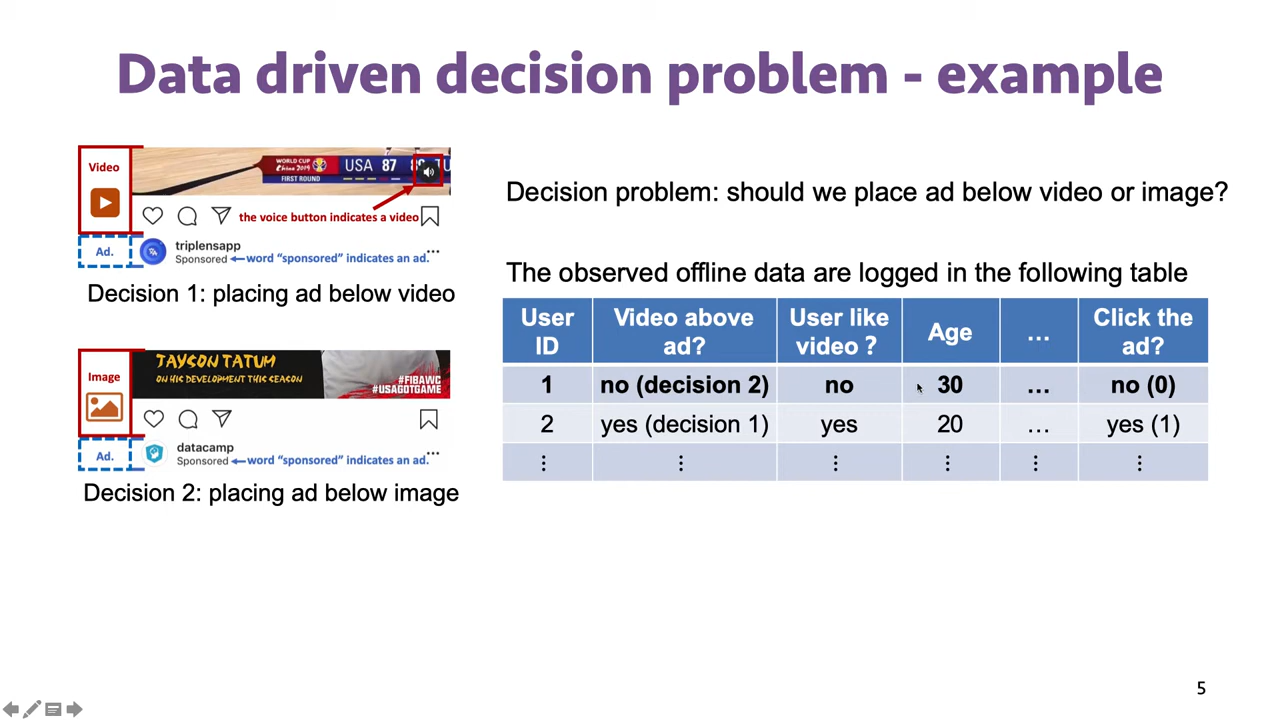 Data driven decision problem - example
Video
WORLD CUP
China 2019
FIRST ROUND
USA 87
the voice button indicates a video
Ad.
triplensapp
Sponsored
word “sponsored” indicates an ad.
Decision 1: placing ad below video
Image
JAYSON TATUM
ON HIS DEVELOPMENT THIS SEASON
#FIBAWC
#USAGOTGAME
Ad.
datacamp
Sponsored
word “sponsored” indicates an ad.
Decision 2: placing ad below image
Decision problem: should we place ad below video or image?
The observed offline data are logged in the following table
User ID Video above ad? User like video ? Age ... Click the ad?
1 no (decision 2) no 30 ... no (0)
2 yes (decision 1) yes 20 ... yes (1)
⋮ ⋮ ⋮ ⋮ ⋮ ⋮
5